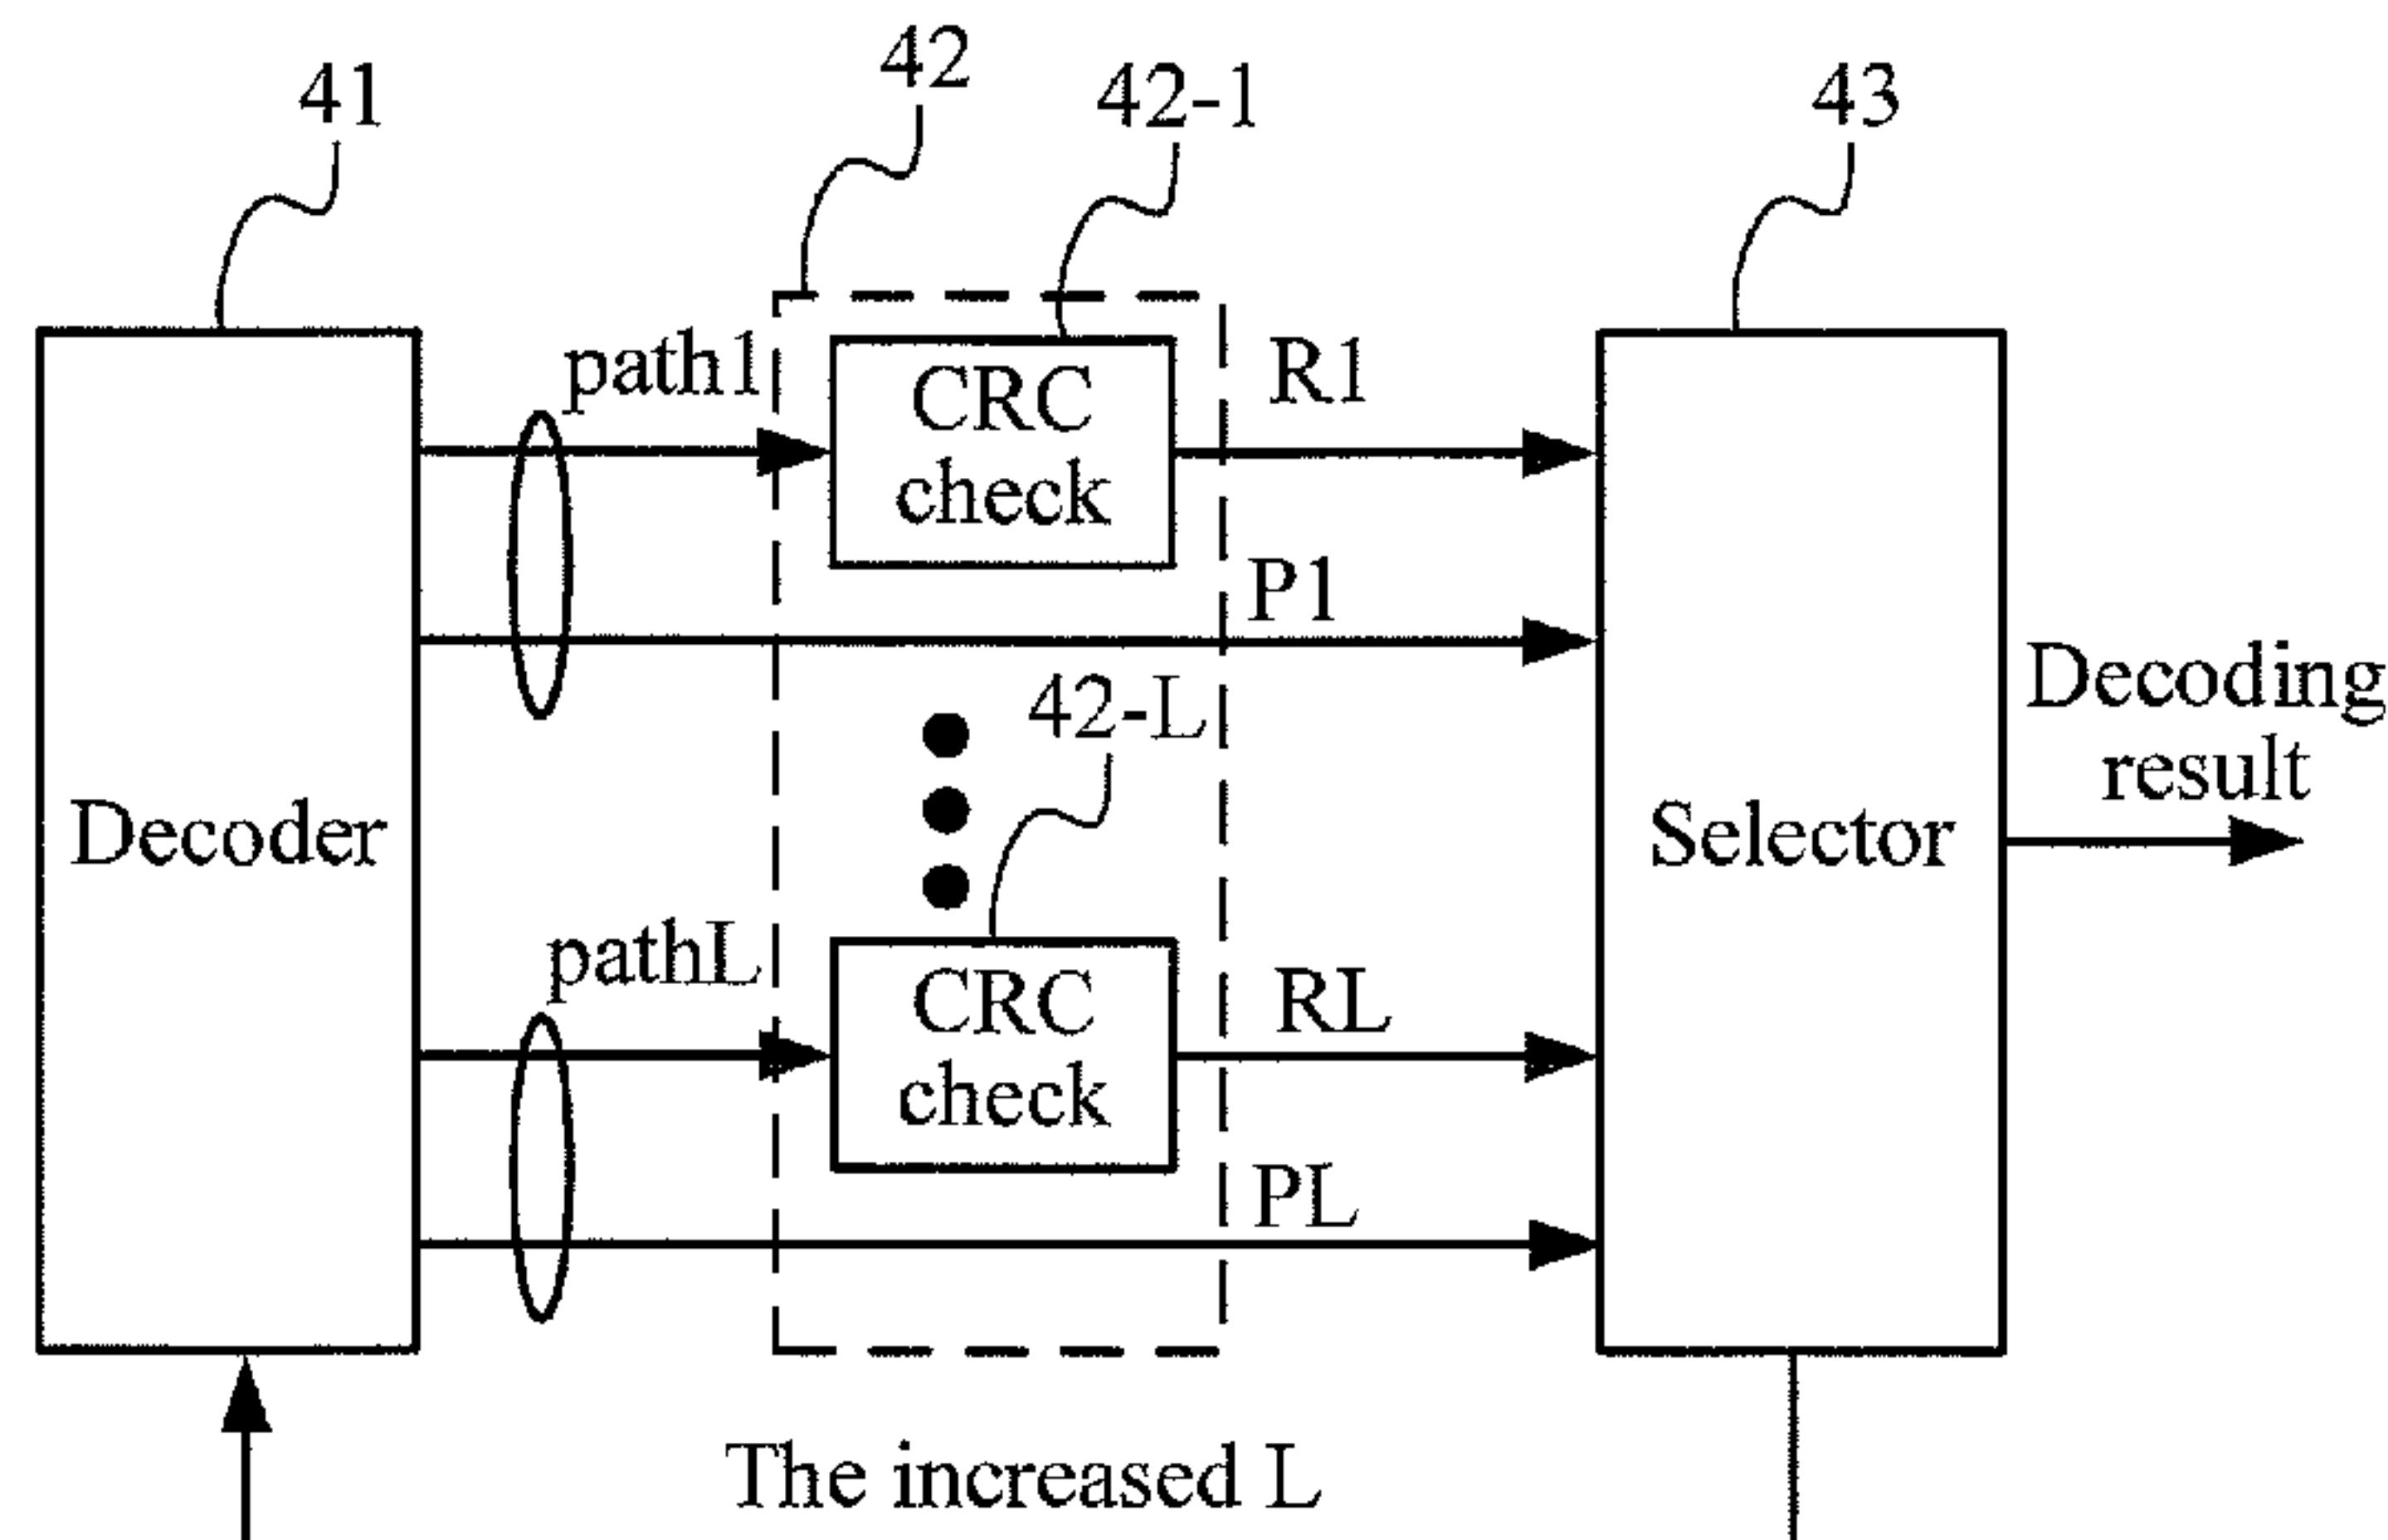 42
42-1
41
43
path1
CRC
check
R1
P1
42-L
Decoding
result
Decoder
Selector
pathL
CRC
check
RL
PL
The increased L